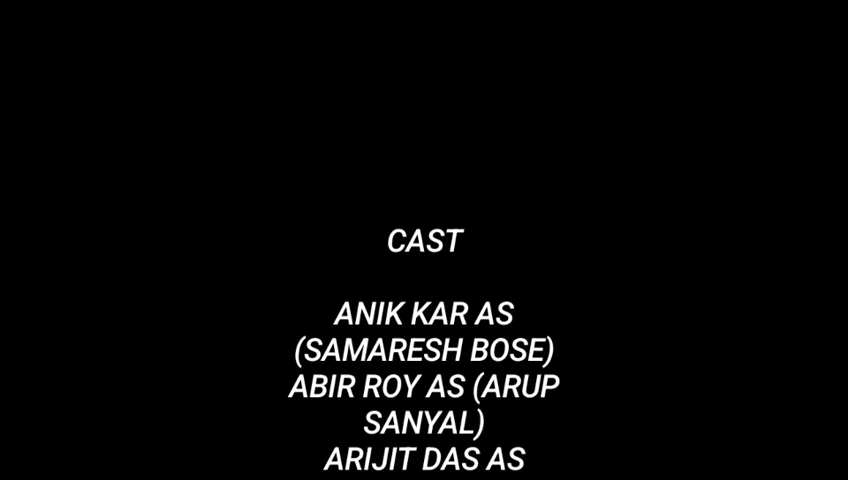 CAST
ANIK KAR AS
(SAMARESH BOSE)
ABIR ROY AS (ARUP
SANYAL)
ARIJIT DAS AS